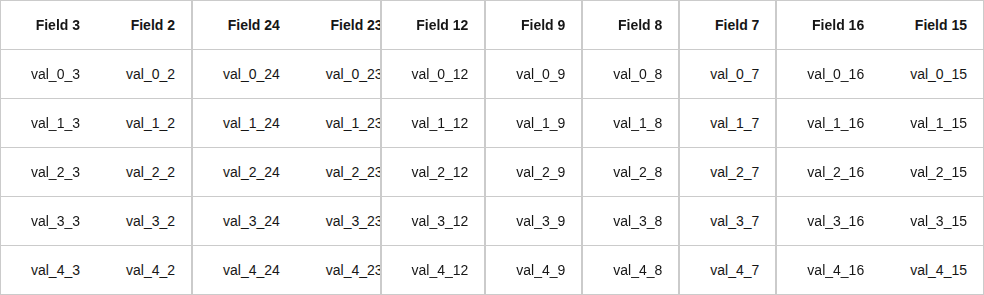 Field 3 Field 2 Field 24 Field 23 Field 12 Field 9 Field 8 Field 7 Field 16 Field 15
val_0_3 val_0_2 val_0_24 val_0_23 val_0_12 val_0_9 val_0_8 val_0_7 val_0_16 val_0_15
val_1_3 val_1_2 val_1_24 val_1_23 val_1_12 val_1_9 val_1_8 val_1_7 val_1_16 val_1_15
val_2_3 val_2_2 val_2_24 val_2_23 val_2_12 val_2_9 val_2_8 val_2_7 val_2_16 val_2_15
val_3_3 val_3_2 val_3_24 val_3_23 val_3_12 val_3_9 val_3_8 val_3_7 val_3_16 val_3_15
val_4_3 val_4_2 val_4_24 val_4_23 val_4_12 val_4_9 val_4_8 val_4_7 val_4_16 val_4_15